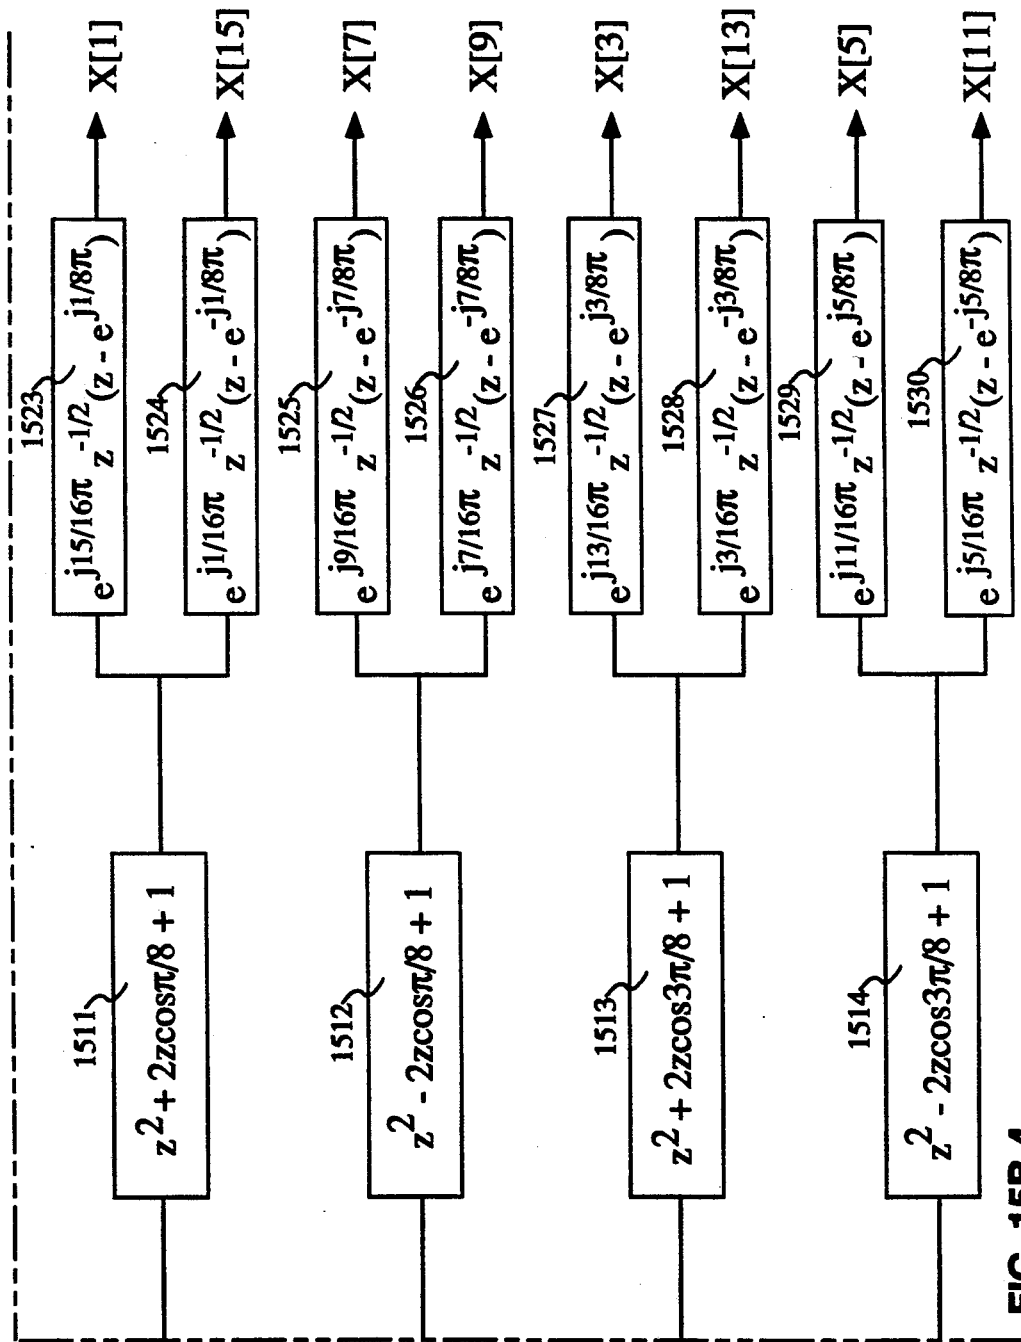 1511
z² + 2zcosπ/8 + 1
1523
e^{j15/16π} z^{-1/2} (z - e^{j1/8π})
X[1]
1524
e^{j1/16π} z^{-1/2} (z - e^{-j1/8π})
X[15]
1512
z² - 2zcosπ/8 + 1
1525
e^{j9/16π} z^{-1/2} (z - e^{-j7/8π})
X[7]
1526
e^{j7/16π} z^{-1/2} (z - e^{-j7/8π})
X[9]
1513
z² + 2zcos3π/8 + 1
1527
e^{j13/16π} z^{-1/2} (z - e^{j3/8π})
X[3]
1528
e^{j3/16π} z^{-1/2} (z - e^{-j3/8π})
X[13]
1514
z² - 2zcos3π/8 + 1
1529
e^{j11/16π} z^{-1/2} (z - e^{j5/8π})
X[5]
1530
e^{j5/16π} z^{-1/2} (z - e^{-j5/8π})
X[11]